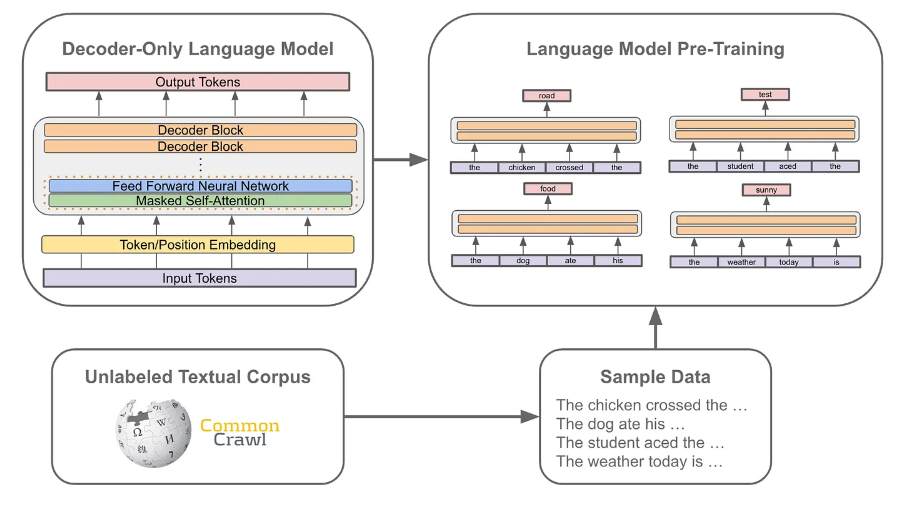 Decoder-Only Language Model
Output Tokens
Decoder Block
Decoder Block
Feed Forward Neural Network
Masked Self-Attention
Token/Position Embedding
Input Tokens
Language Model Pre-Training
road
the chicken crossed the
test
the student aced the
food
the dog ate his
sunny
the weather today is
Unlabeled Textual Corpus
Ω W И
Common
Crawl
Sample Data
The chicken crossed the …
The dog ate his …
The student aced the …
The weather today is …